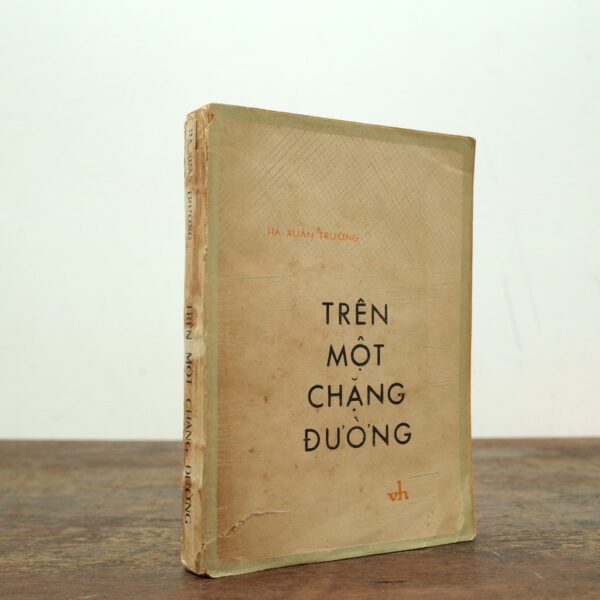 HÀ XUÂN TRƯỜNG
TRÊN
MỘT
CHẶNG
ĐƯỜNG
vh
HÀ XUÂN TRƯỜNG
TRÊN MỘT CHẶNG ĐƯỜNG